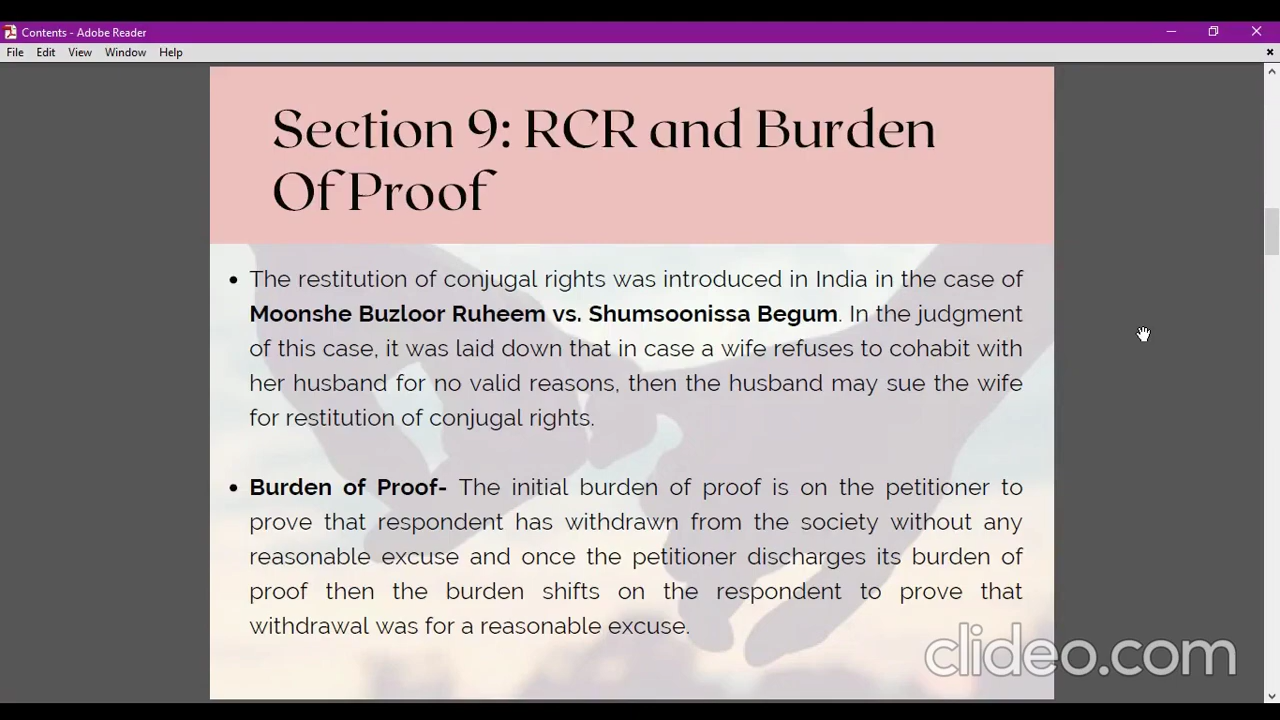 Contents - Adobe Reader
File Edit View Window Help
Section 9: RCR and Burden
Of Proof
• The restitution of conjugal rights was introduced in India in the case of
Moonshe Buzloor Ruheem vs. Shumsoonissa Begum. In the judgment
of this case, it was laid down that in case a wife refuses to cohabit with
her husband for no valid reasons, then the husband may sue the wife
for restitution of conjugal rights.
• Burden of Proof- The initial burden of proof is on the petitioner to
prove that respondent has withdrawn from the society without any
reasonable excuse and once the petitioner discharges its burden of
proof then the burden shifts on the respondent to prove that
withdrawal was for a reasonable excuse.
clideo.com